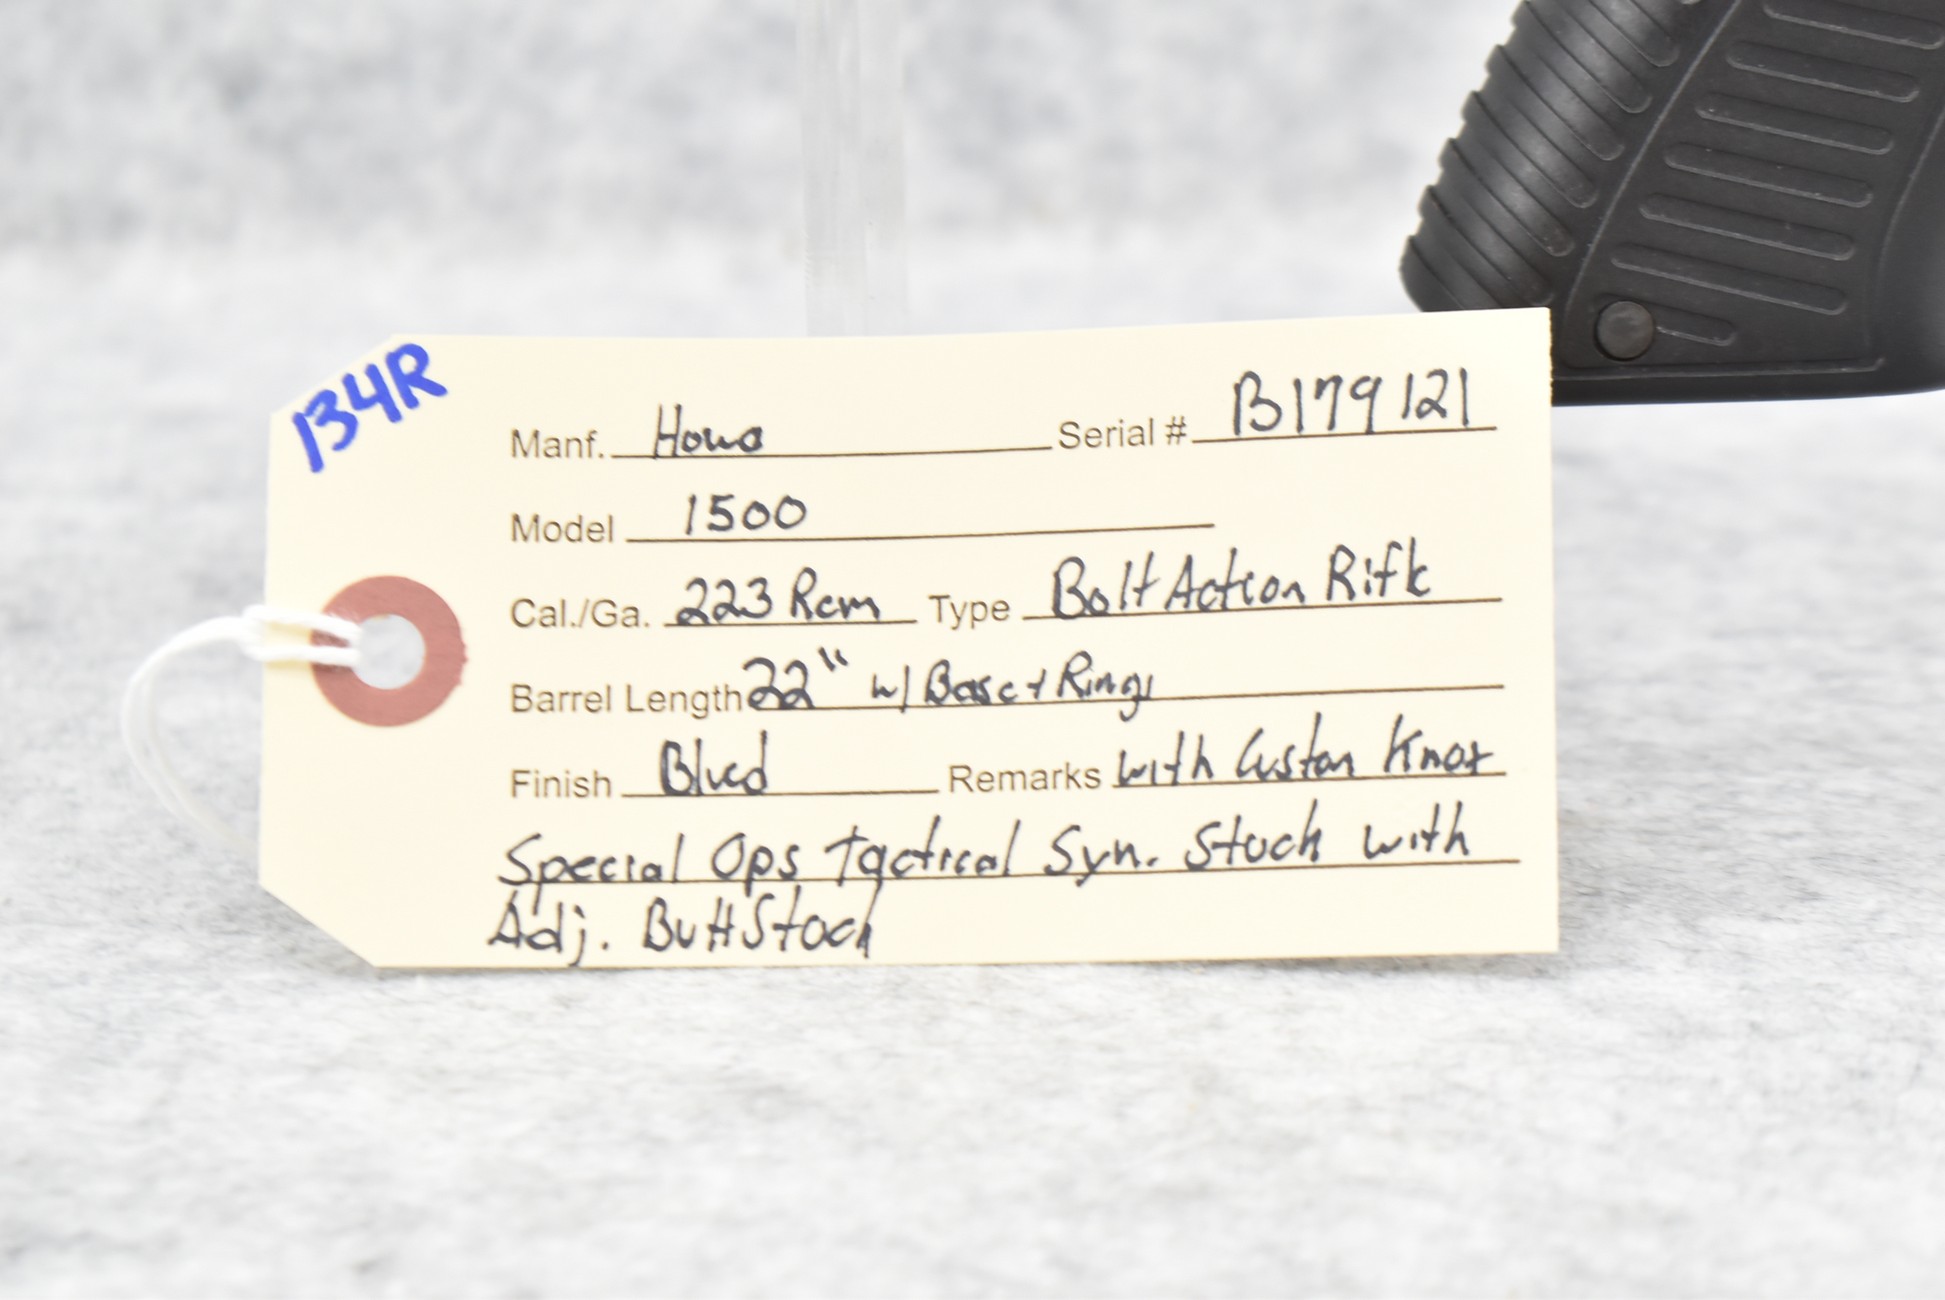 134R
Manf. Howa Serial # B179121
Model 1500
Cal./Ga. 223 Rem Type Bolt Action Rifle
Barrel Length 22" w/ Base + Rings
Finish Blued Remarks with Custom Knox
Special Ops Tactical Syn. Stock with
Adj. ButtStock